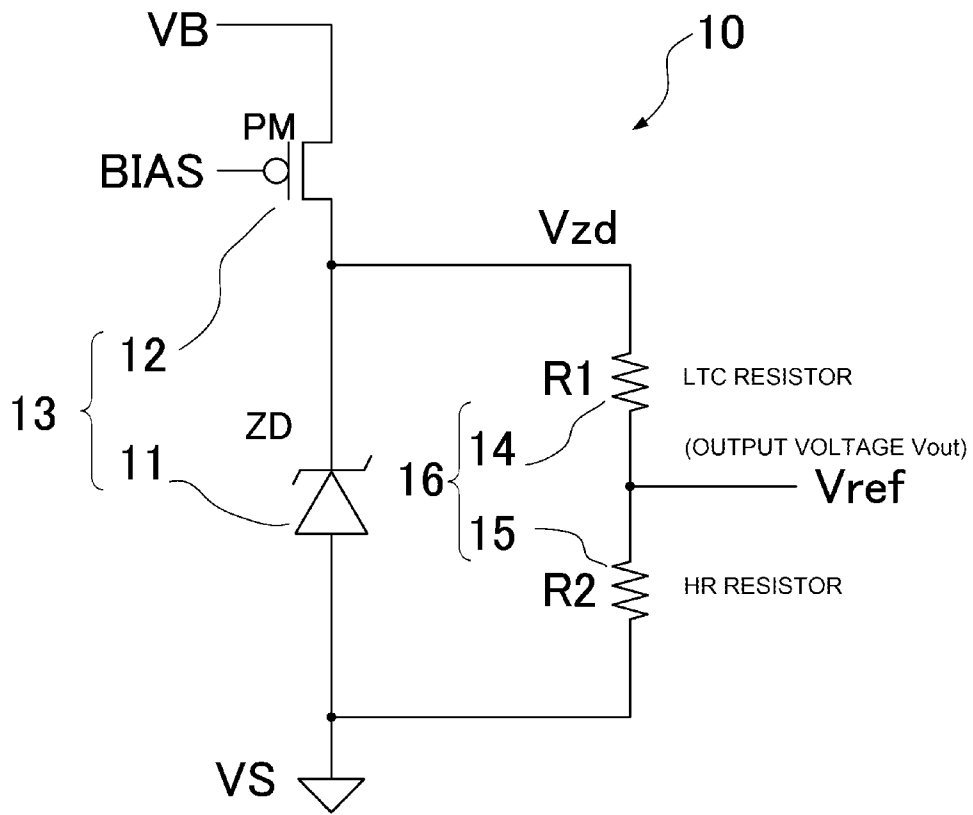 VB
10
PM
BIAS
Vzd
12
R1
LTC RESISTOR
13
ZD
14
(OUTPUT VOLTAGE Vout)
11
16
Vref
15
R2
HR RESISTOR
VS